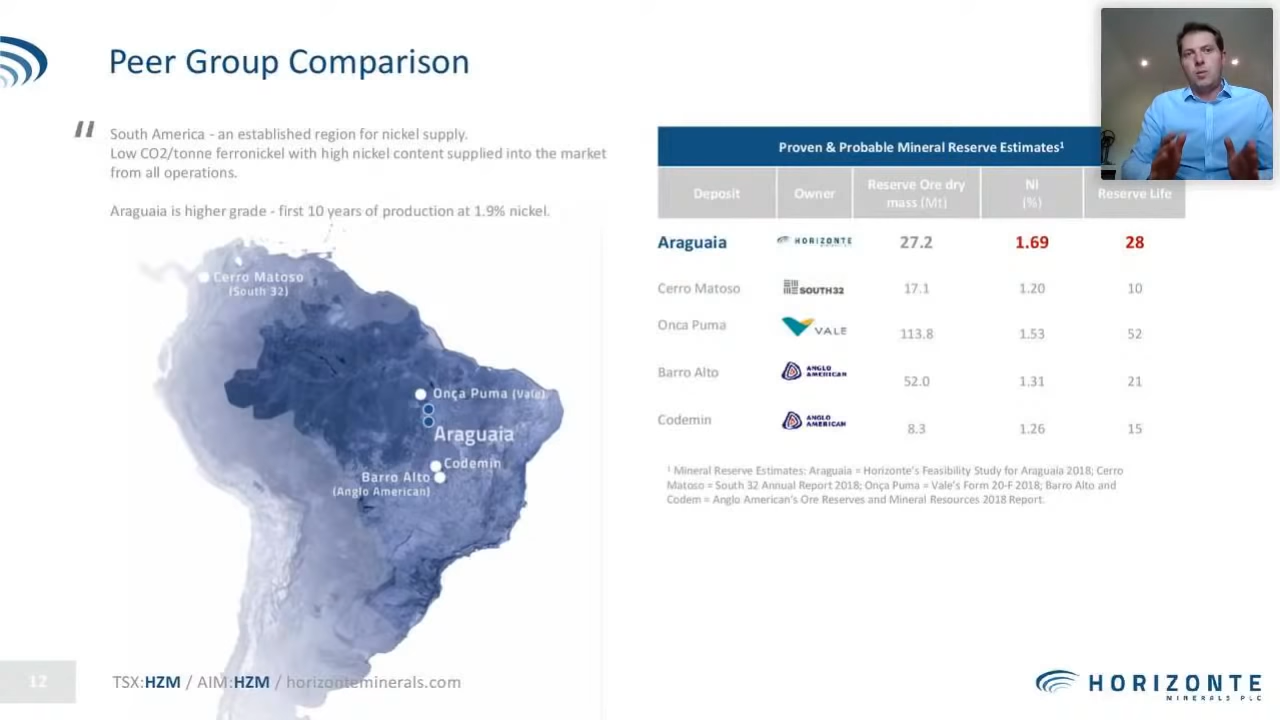 Peer Group Comparison
"
South America - an established region for nickel supply.
Low CO2/tonne ferronickel with high nickel content supplied into the market
from all operations.
Araguaia is higher grade - first 10 years of production at 1.9% nickel.
Cerro Matoso
(South 32)
Onça Puma (Vale)
Araguaia
Codemin
Barro Alto
(Anglo American)
Proven & Probable Mineral Reserve Estimates¹
Deposit Owner Reserve Ore dry mass (Mt) Ni (%) Reserve Life
Araguaia HORIZONTE 27.2 1.69 28
Cerro Matoso SOUTH32 17.1 1.20 10
Onca Puma VALE 113.8 1.53 52
Barro Alto ANGLO AMERICAN 52.0 1.31 21
Codemin ANGLO AMERICAN 8.3 1.26 15
¹ Mineral Reserve Estimates: Araguaia = Horizonte's Feasibility Study for Araguaia 2018; Cerro
Matoso = South 32 Annual Report 2018; Onça Puma = Vale's Form 20-F 2018; Barro Alto and
Codem = Anglo American's Ore Reserves and Mineral Resources 2018 Report.
12
TSX:HZM / AIM:HZM / horizonteminerals.com
HORIZONTE
MINERALS PLC